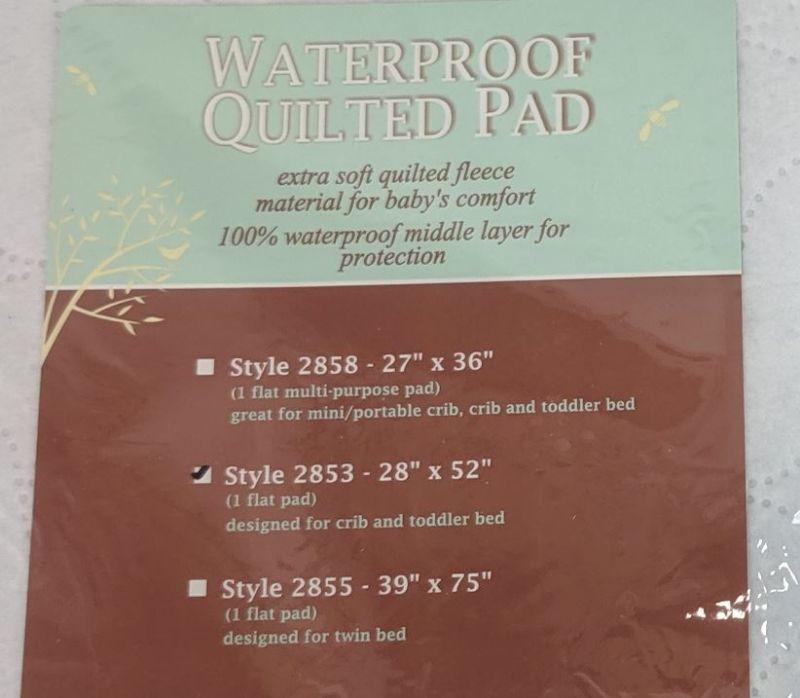 WATERPROOF
QUILTED PAD
extra soft quilted fleece
material for baby's comfort
100% waterproof middle layer for
protection
Style 2858 - 27" x 36"
(1 flat multi-purpose pad)
great for mini/portable crib, crib and toddler bed
Style 2853 - 28" x 52"
(1 flat pad)
designed for crib and toddler bed
Style 2855 - 39" x 75"
(1 flat pad)
designed for twin bed